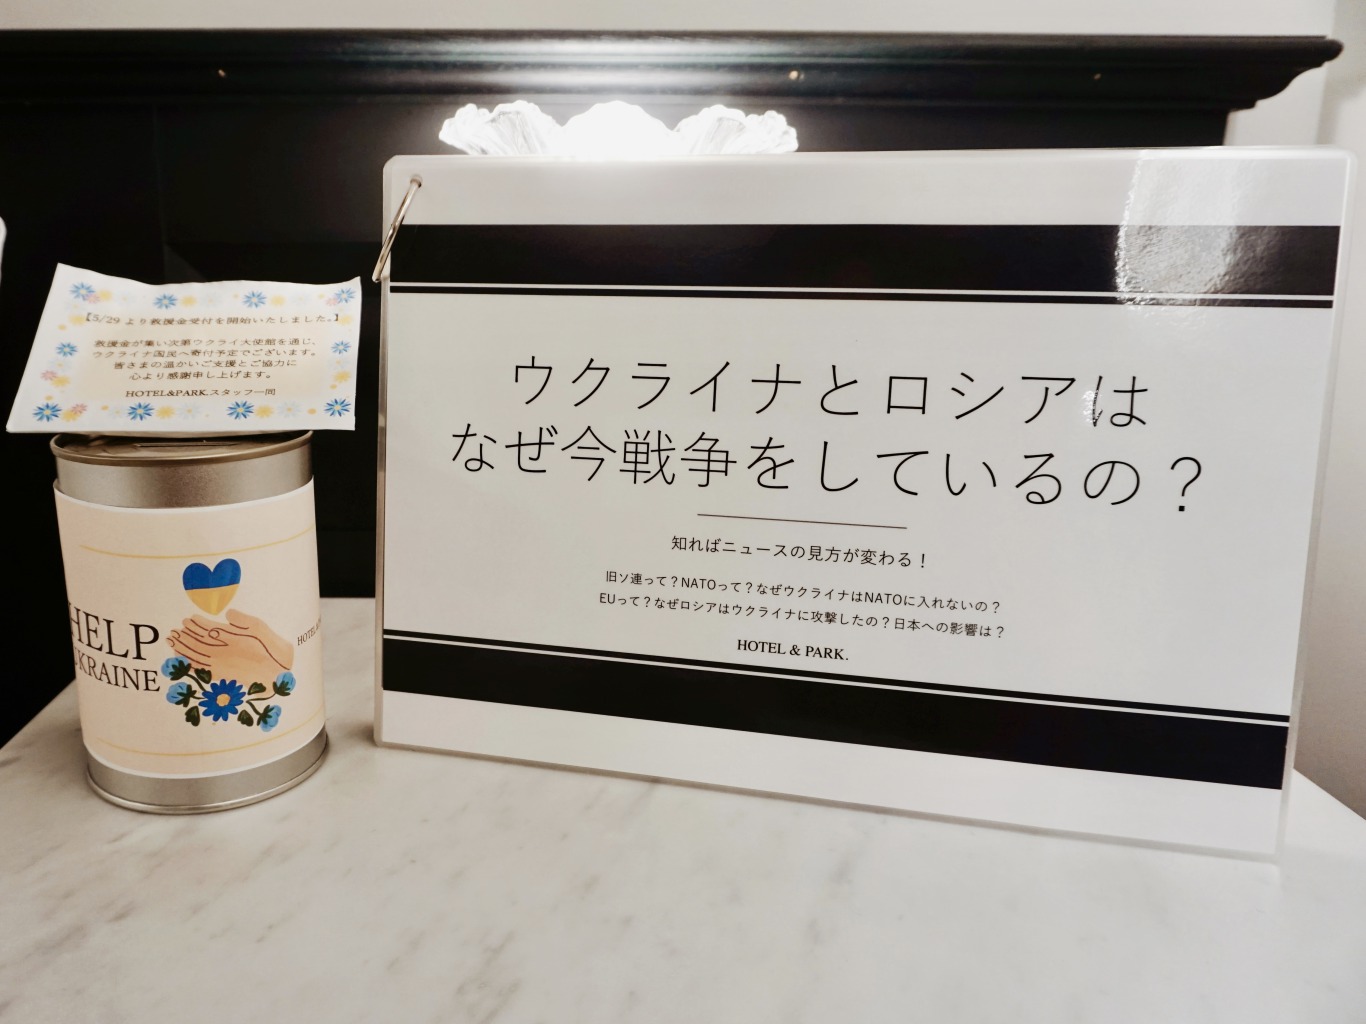 【5/29 より救援金受付を開始いたしました。】
救援金が集い次第ウクライ大使館を通じ、
ウクライナ国民へ寄付予定でございます。
皆さまの温かいご支援とご協力に
心より感謝申し上げます。
HOTEL&PARK.スタッフ一同
HELP
UKRAINE
ウクライナとロシアは
なぜ今戦争をしているの？
知ればニュースの見方が変わる！
旧ソ連って？NATOって？なぜウクライナはNATOに入れないの？
EUって？なぜロシアはウクライナに攻撃したの？日本への影響は？
HOTEL & PARK.